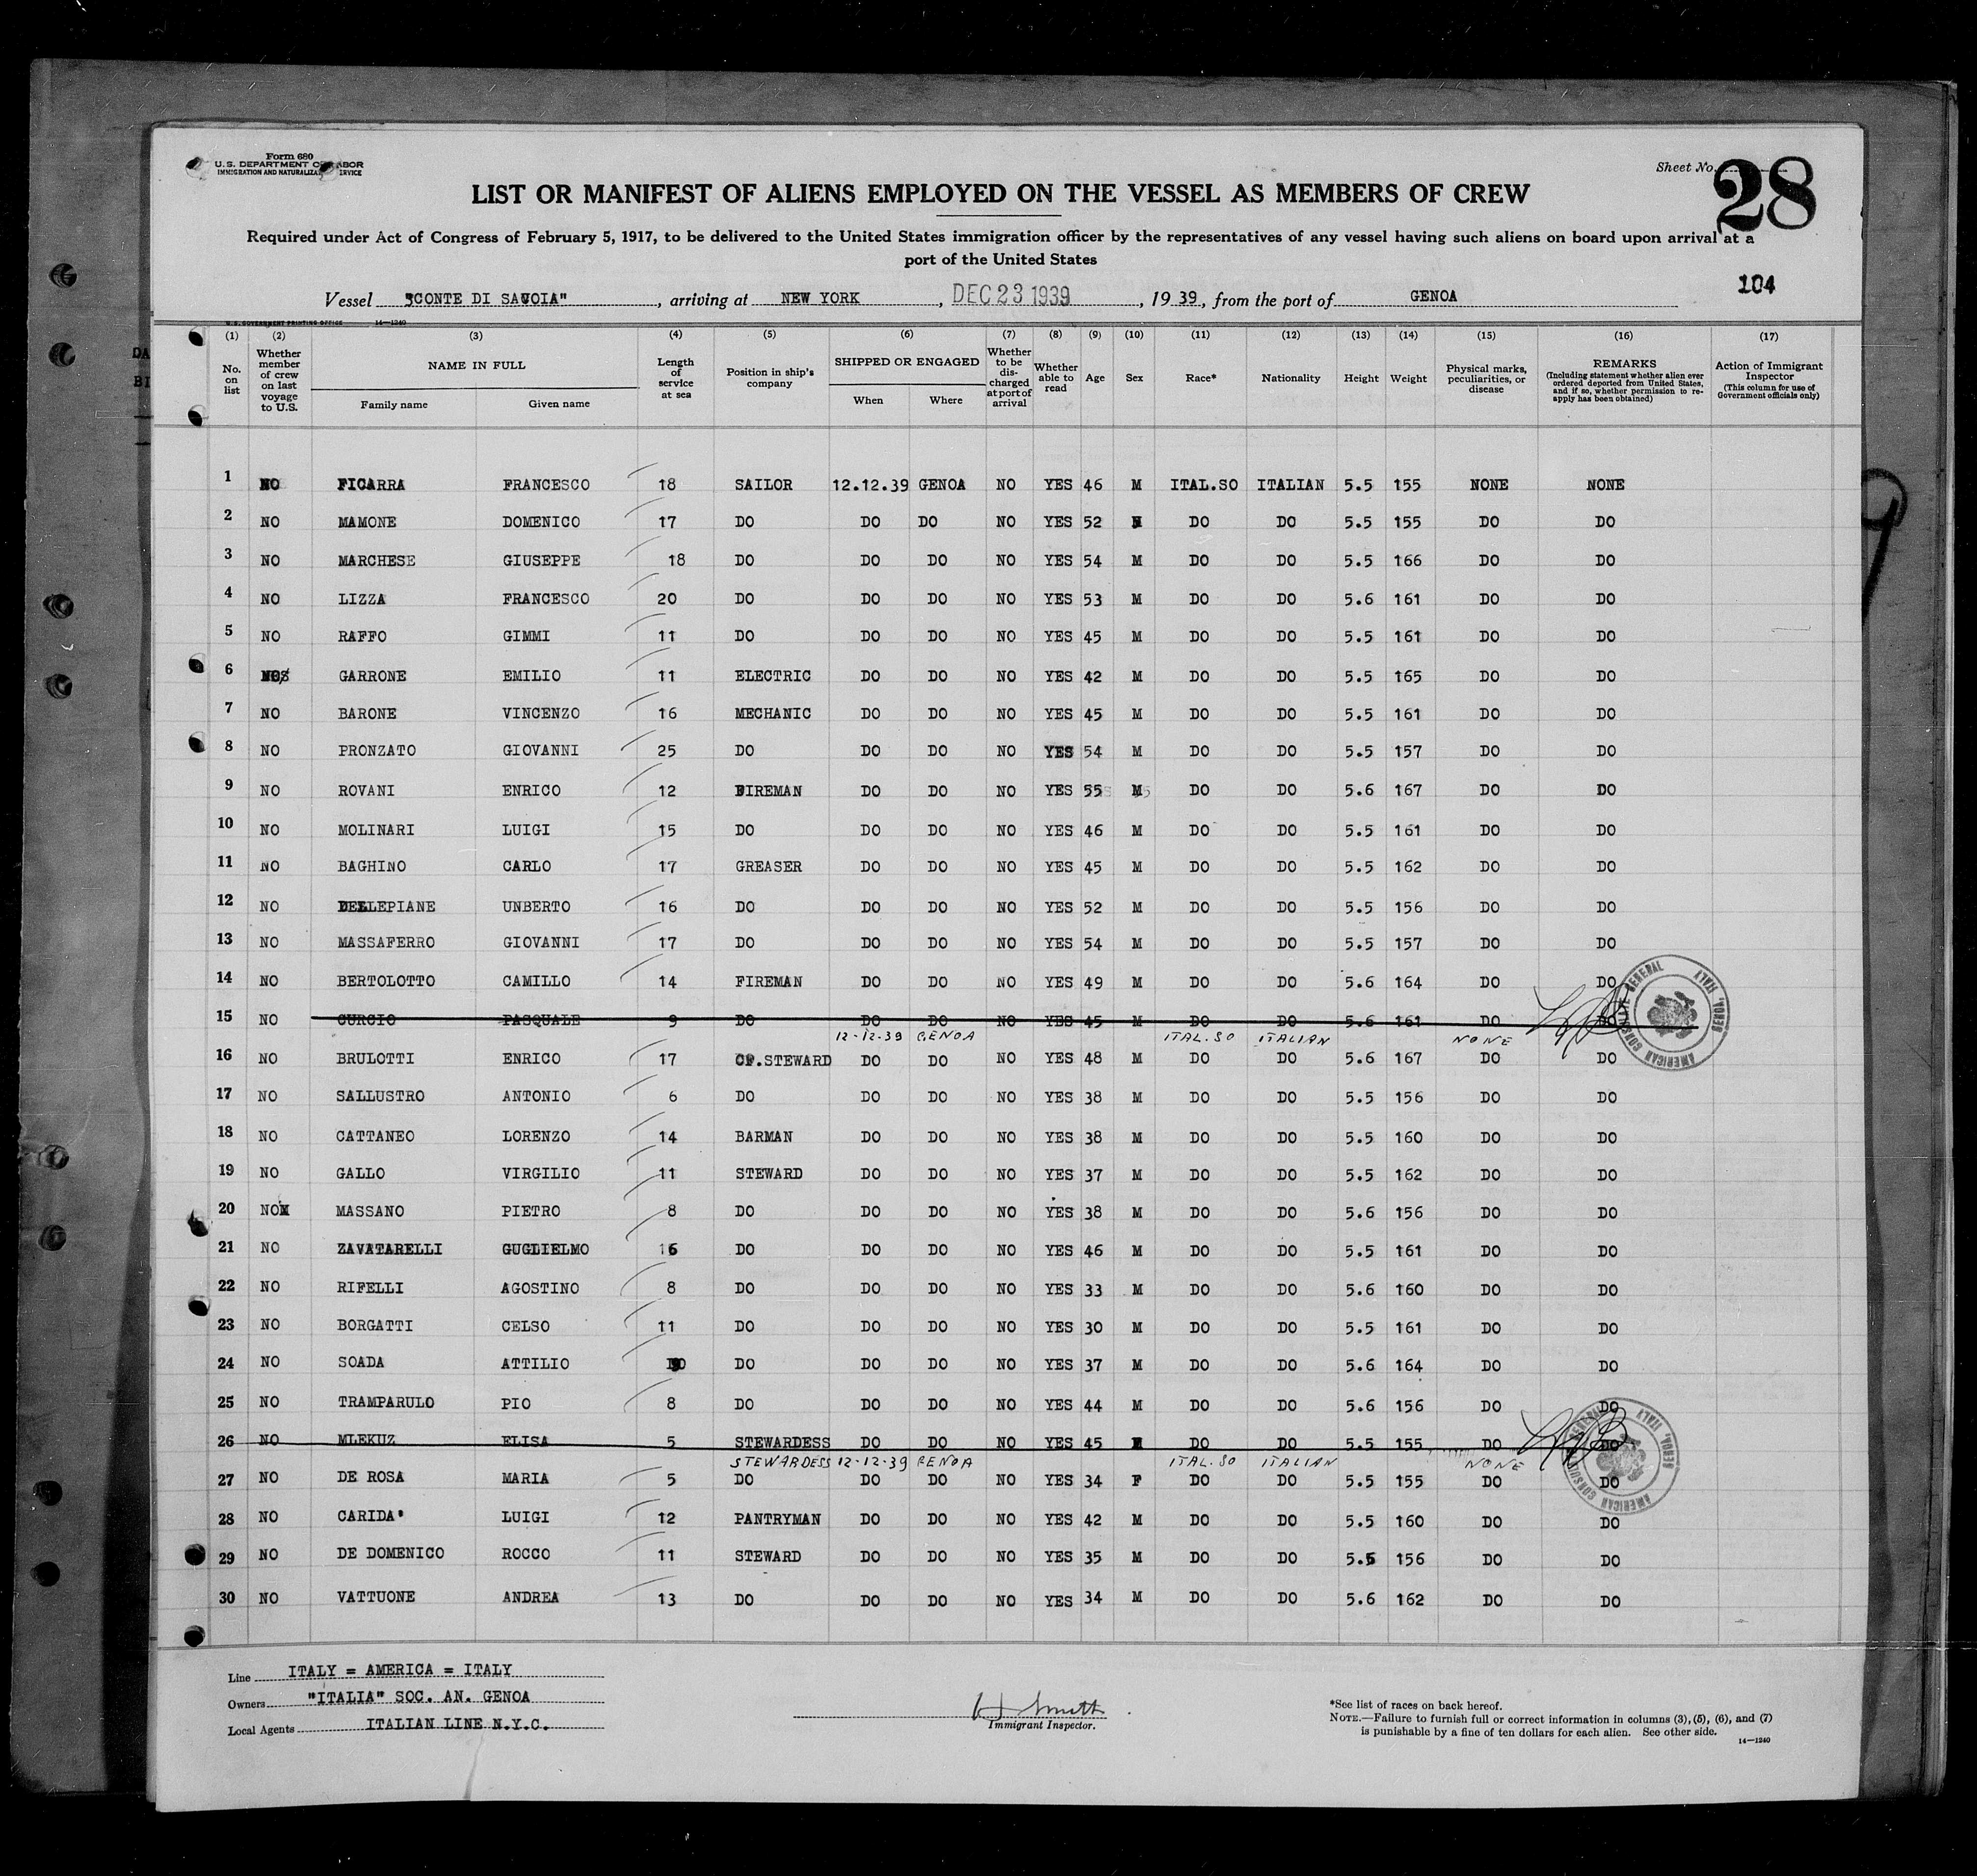 Form 680
U. S. DEPARTMENT OF LABOR
IMMIGRATION AND NATURALIZATION SERVICE
Sheet No. 28
LIST OR MANIFEST OF ALIENS EMPLOYED ON THE VESSEL AS MEMBERS OF CREW
Required under Act of Congress of February 5, 1917, to be delivered to the United States immigration officer by the representatives of any vessel having such aliens on board upon arrival at a
port of the United States
104
Vessel "CONTE DI SAVOIA", arriving at NEW YORK, DEC 23 1939, 1939, from the port of GENOA
U. S. GOVERNMENT PRINTING OFFICE 14—1240
(1) (2) (3) (4) (5) (6) (7) (8) (9) (10) (11) (12) (13) (14) (15) (16) (17)
No. on list
Whether member of crew on last voyage to U.S.
NAME IN FULL
Family name Given name
Length of service at sea
Position in ship's company
SHIPPED OR ENGAGED
When Where
Whether to be discharged at port of arrival
Whether able to read
Age
Sex
Race*
Nationality
Height
Weight
Physical marks, peculiarities, or disease
REMARKS
(Including statement whether alien ever ordered deported from United States, and if so, whether permission to reapply has been obtained)
Action of Immigrant Inspector
(This column for use of Government officials only)
1 NO FICARRA FRANCESCO 18 SAILOR 12.12.39 GENOA NO YES 46 M ITAL.SO ITALIAN 5.5 155 NONE NONE
2 NO MAMONE DOMENICO 17 DO DO DO NO YES 52 DO DO 5.5 155 DO DO
3 NO MARCHESE GIUSEPPE 18 DO DO DO NO YES 54 M DO DO 5.5 166 DO DO
4 NO LIZZA FRANCESCO 20 DO DO DO NO YES 53 M DO DO 5.6 161 DO DO
5 NO RAFFO GIMMI 11 DO DO DO NO YES 45 M DO DO 5.5 161 DO DO
6 NO GARRONE EMILIO 11 ELECTRIC DO DO NO YES 42 M DO DO 5.5 165 DO DO
7 NO BARONE VINCENZO 16 MECHANIC DO DO NO YES 45 M DO DO 5.5 161 DO DO
8 NO PRONZATO GIOVANNI 25 DO DO DO NO YES 54 M DO DO 5.5 157 DO DO
9 NO ROVANI ENRICO 12 FIREMAN DO DO NO YES 55 M DO DO 5.6 167 DO DO
10 NO MOLINARI LUIGI 15 DO DO DO NO YES 46 M DO DO 5.5 161 DO DO
11 NO BAGHINO CARLO 17 GREASER DO DO NO YES 45 M DO DO 5.5 162 DO DO
12 NO DELLEPIANE UNBERTO 16 DO DO DO NO YES 52 M DO DO 5.5 156 DO DO
13 NO MASSAFERRO GIOVANNI 17 DO DO DO NO YES 54 M DO DO 5.5 157 DO DO
14 NO BERTOLOTTO CAMILLO 14 FIREMAN DO DO NO YES 49 M DO DO 5.6 164 DO DO
15 NO CURCIO PASQUALE 9 DO DO DO NO YES 45 M DO DO 5.6 161 DO DO
12-12-39 GENOA ITAL.SO ITALIAN NONE
AMERICAN CONSULATE GENERAL GENOA, ITALY
16 NO BRULOTTI ENRICO 17 CF.STEWARD DO DO NO YES 48 M DO DO 5.6 167 DO DO
17 NO SALLUSTRO ANTONIO 6 DO DO DO NO YES 38 M DO DO 5.5 156 DO DO
18 NO CATTANEO LORENZO 14 BARMAN DO DO NO YES 38 M DO DO 5.5 160 DO DO
19 NO GALLO VIRGILIO 11 STEWARD DO DO NO YES 37 M DO DO 5.5 162 DO DO
20 NO MASSANO PIETRO 8 DO DO DO NO YES 38 M DO DO 5.6 156 DO DO
21 NO ZAVATARELLI GUGLIELMO 16 DO DO DO NO YES 46 M DO DO 5.5 161 DO DO
22 NO RIFELLI AGOSTINO 8 DO DO DO NO YES 33 M DO DO 5.6 160 DO DO
23 NO BORGATTI CELSO 11 DO DO DO NO YES 30 M DO DO 5.5 161 DO DO
24 NO SOADA ATTILIO DO DO DO NO YES 37 M DO DO 5.6 164 DO DO
25 NO TRAMPARULO PIO 8 DO DO DO NO YES 44 M DO DO 5.6 156 DO DO
26 NO MLEKUZ ELISA 5 STEWARDESS DO DO NO YES 45 DO DO 5.5 155 DO DO
STEWARDESS 12-12-39 GENOA ITAL.SO ITALIAN NONE
AMERICAN CONSULATE GENERAL GENOA, ITALY
27 NO DE ROSA MARIA 5 DO DO DO NO YES 34 F DO DO 5.5 155 DO DO
28 NO CARIDA' LUIGI 12 PANTRYMAN DO DO NO YES 42 M DO DO 5.5 160 DO DO
29 NO DE DOMENICO ROCCO 11 STEWARD DO DO NO YES 35 M DO DO 5.5 156 DO DO
30 NO VATTUONE ANDREA 13 DO DO DO NO YES 34 M DO DO 5.6 162 DO DO
Line ITALY = AMERICA = ITALY
Owners "ITALIA" SOC. AN. GENOA
Local Agents ITALIAN LINE N.Y.C.
H Smith
Immigrant Inspector.
*See list of races on back hereof.
NOTE.—Failure to furnish full or correct information in columns (3), (5), (6), and (7)
is punishable by a fine of ten dollars for each alien. See other side.
14—1240